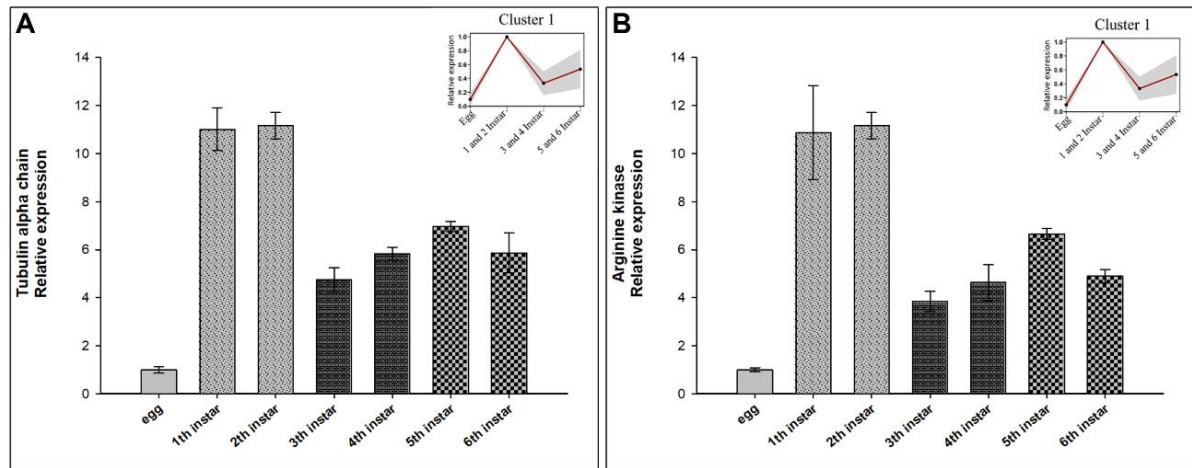 A
Cluster 1
Relative expression
1.0
0.8
0.6
0.4
0.2
0.0
Egg
1 and 2 Instar
3 and 4 Instar
5 and 6 Instar
Tubulin alpha chain
Relative expression
14
12
10
8
6
4
2
0
egg
1th instar
2th instar
3th instar
4th instar
5th instar
6th instar
B
Cluster 1
Relative expression
1.0
0.8
0.6
0.4
0.2
0.0
Egg
1 and 2 Instar
3 and 4 Instar
5 and 6 Instar
Arginine kinase
Relative expression
14
12
10
8
6
4
2
0
egg
1th instar
2th instar
3th instar
4th instar
5th instar
6th instar